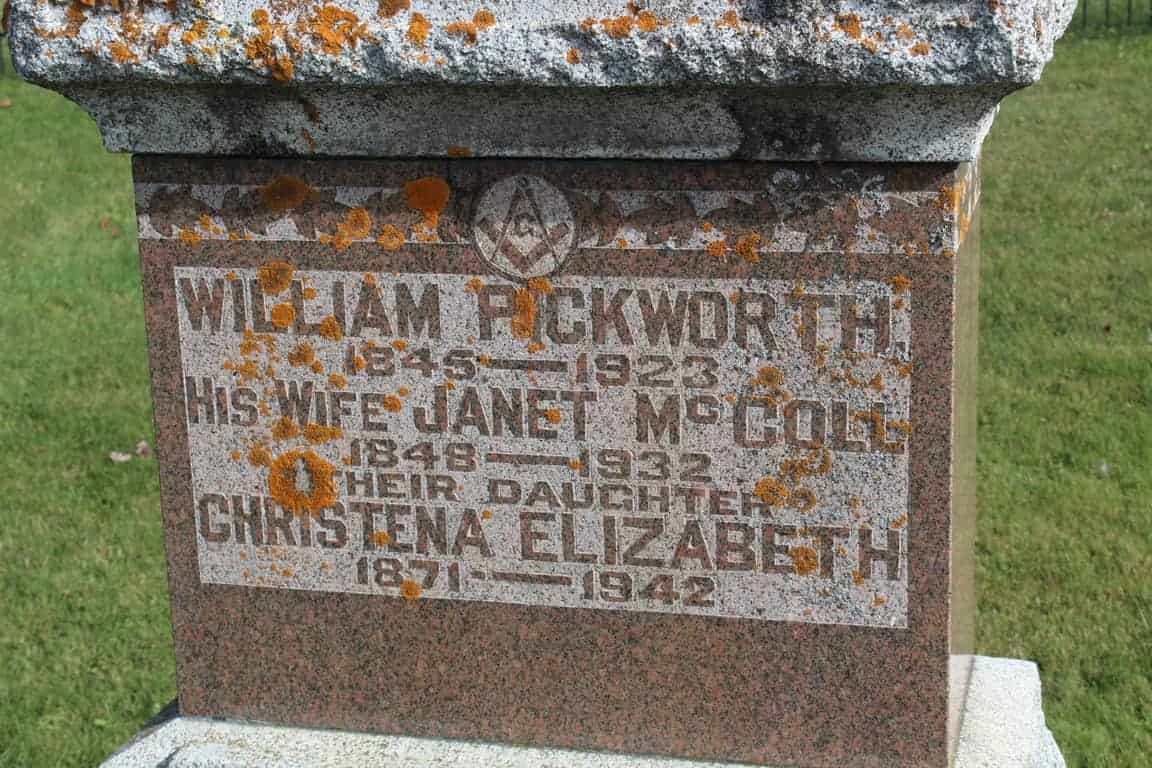 G
WILLIAM PICKWORTH.
1845 — 1923
HIS WIFE JANET McCOLL
1848 — 1932
THEIR DAUGHTER
CHRISTENA ELIZABETH
1871 — 1942